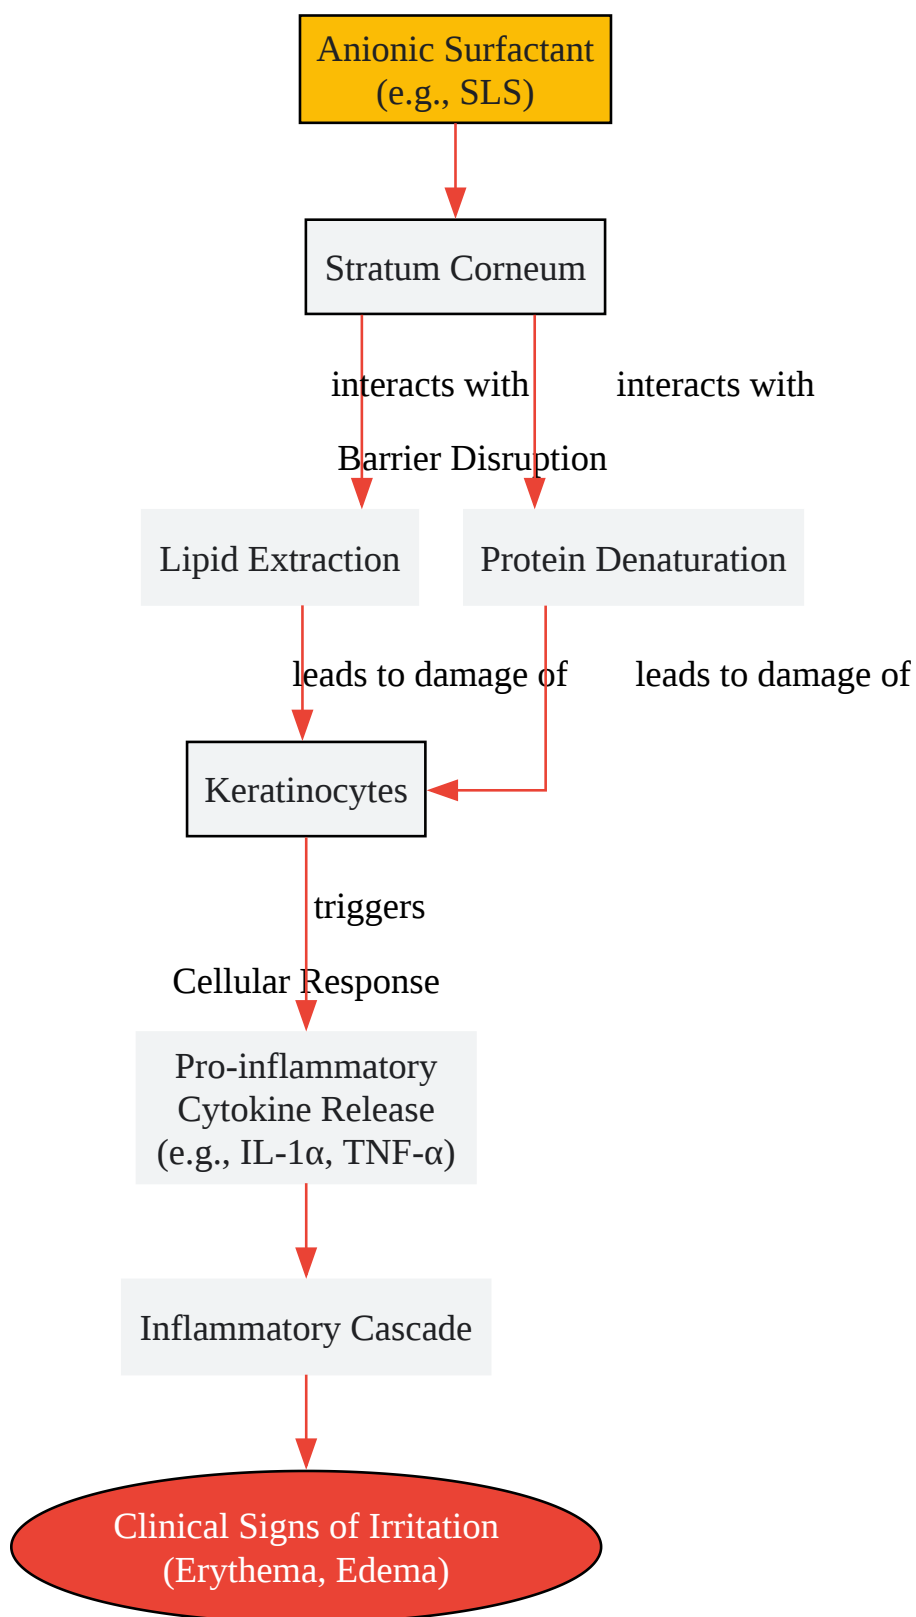 Anionic Surfactant
(e.g., SLS)
Stratum Corneum
interacts with
interacts with
Barrier Disruption
Lipid Extraction
Protein Denaturation
leads to damage of
leads to damage of
Keratinocytes
triggers
Cellular Response
Pro-inflammatory
Cytokine Release
(e.g., IL-1α, TNF-α)
Inflammatory Cascade
Clinical Signs of Irritation
(Erythema, Edema)